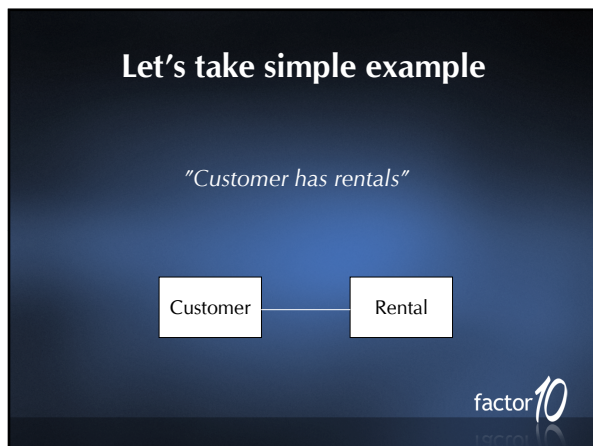 Let's take simple example
"Customer has rentals"
Customer
Rental
factor10